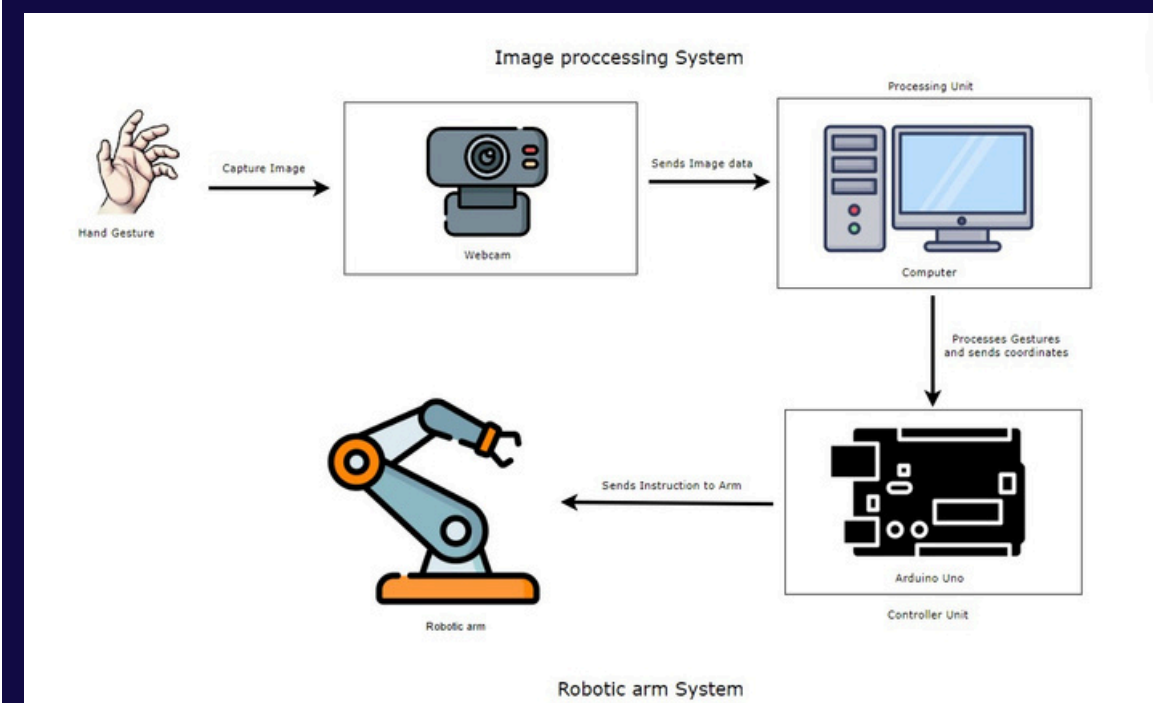 Image proccessing System
Processing Unit
Capture Image
Sends Image data
Hand Gesture
Webcam
Computer
Processes Gestures
and sends coordinates
Sends Instruction to Arm
Arduino Uno
Robotic arm
Controller Unit
Robotic arm System